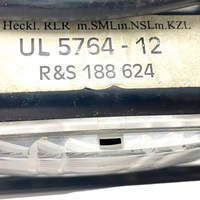 Heckl. RLR m.SMLm.NSLm.KZL
UL 5764 - 12
R&S 188 624